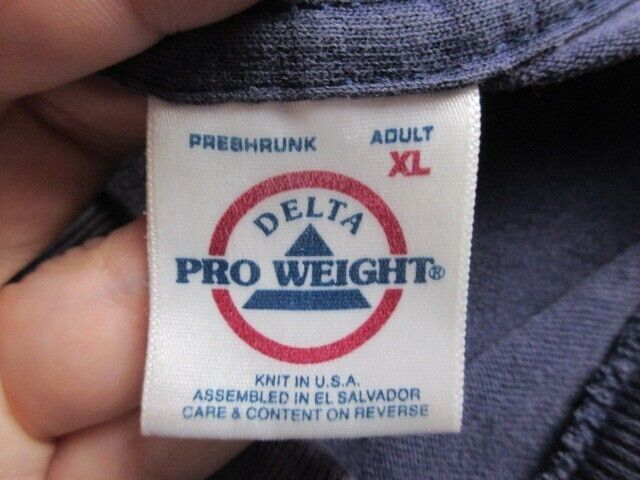 PRESHRUNK ADULT
XL
DELTA
PRO WEIGHT®
KNIT IN U.S.A.
ASSEMBLED IN EL SALVADOR
CARE & CONTENT ON REVERSE